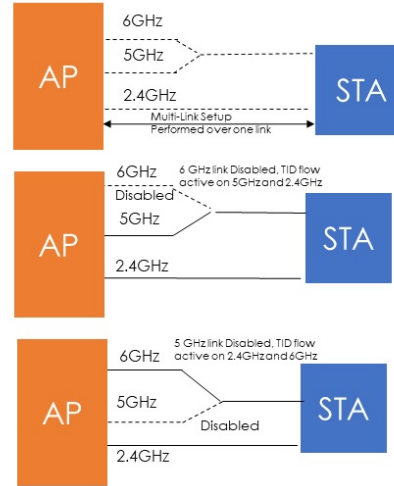 6GHz
AP
5GHz
STA
2.4GHz
Multi-Link Setup
Performed over one link
6GHz
6 GHz link Disabled, TID flow
active on 5GHz and 2.4GHz
Disabled
5GHz
AP
STA
2.4GHz
5 GHz link Disabled, TID flow
active on 2.4GHz and 6GHz
6GHz
AP
5GHz
STA
Disabled
2.4GHz